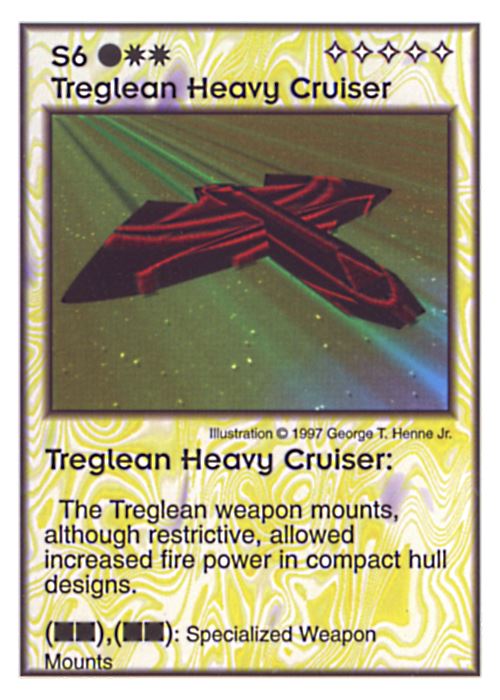 S6
Treglean Heavy Cruiser
Illustration © 1997 George T. Henne Jr.
Treglean Heavy Cruiser:
The Treglean weapon mounts,
although restrictive, allowed
increased fire power in compact hull
designs.
(■■),(■■): Specialized Weapon
Mounts